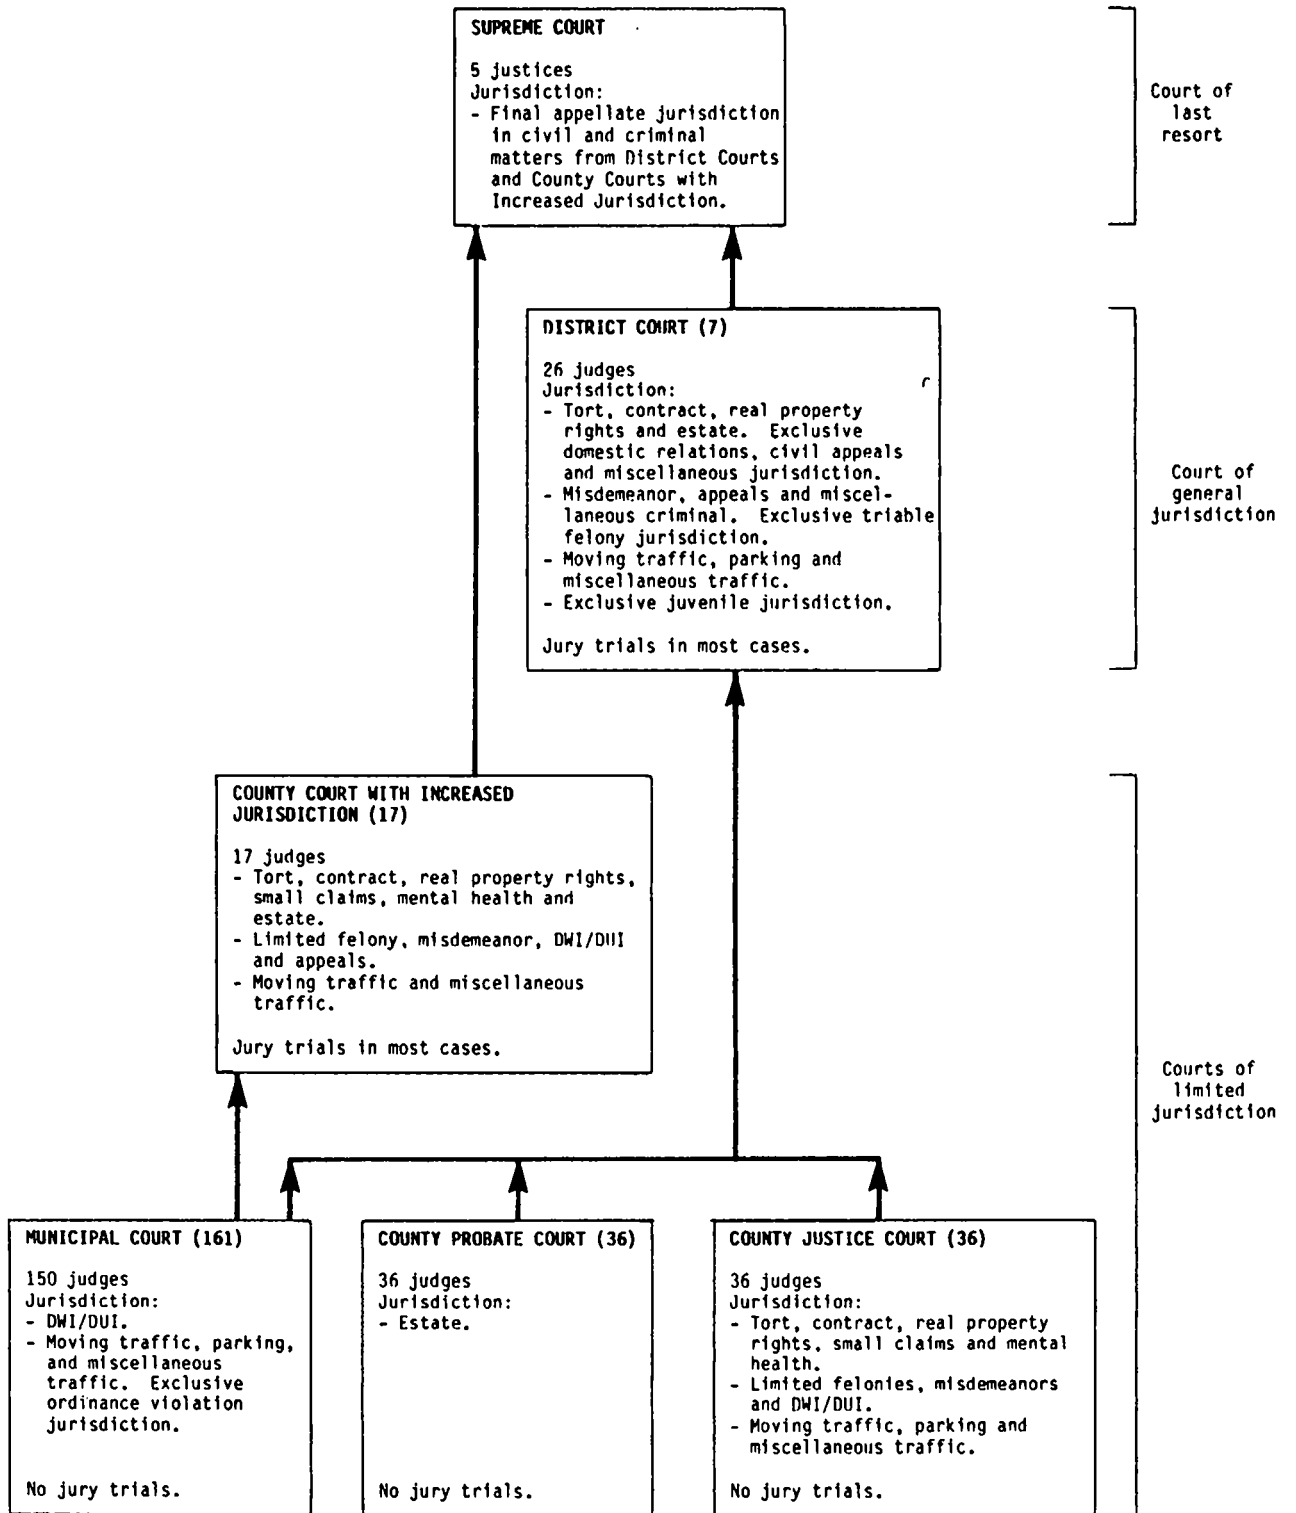 SUPREME COURT
5 justices
Jurisdiction:
- Final appellate jurisdiction
in civil and criminal
matters from District Courts
and County Courts with
Increased Jurisdiction.
Court of
last
resort
DISTRICT COURT (7)
26 judges
Jurisdiction:
- Tort, contract, real property
rights and estate. Exclusive
domestic relations, civil appeals
and miscellaneous jurisdiction.
- Misdemeanor, appeals and miscel-
laneous criminal. Exclusive triable
felony jurisdiction.
- Moving traffic, parking and
miscellaneous traffic.
- Exclusive juvenile jurisdiction.
Jury trials in most cases.
Court of
general
jurisdiction
COUNTY COURT WITH INCREASED
JURISDICTION (17)
17 judges
- Tort, contract, real property rights,
small claims, mental health and
estate.
- Limited felony, misdemeanor, DWI/DUI
and appeals.
- Moving traffic and miscellaneous
traffic.
Jury trials in most cases.
Courts of
limited
jurisdiction
MUNICIPAL COURT (161)
150 judges
Jurisdiction:
- DWI/DUI.
- Moving traffic, parking,
and miscellaneous
traffic. Exclusive
ordinance violation
jurisdiction.
No jury trials.
COUNTY PROBATE COURT (36)
36 judges
Jurisdiction:
- Estate.
No jury trials.
COUNTY JUSTICE COURT (36)
36 judges
Jurisdiction:
- Tort, contract, real property
rights, small claims and mental
health.
- Limited felonies, misdemeanors
and DWI/DUI.
- Moving traffic, parking and
miscellaneous traffic.
No jury trials.